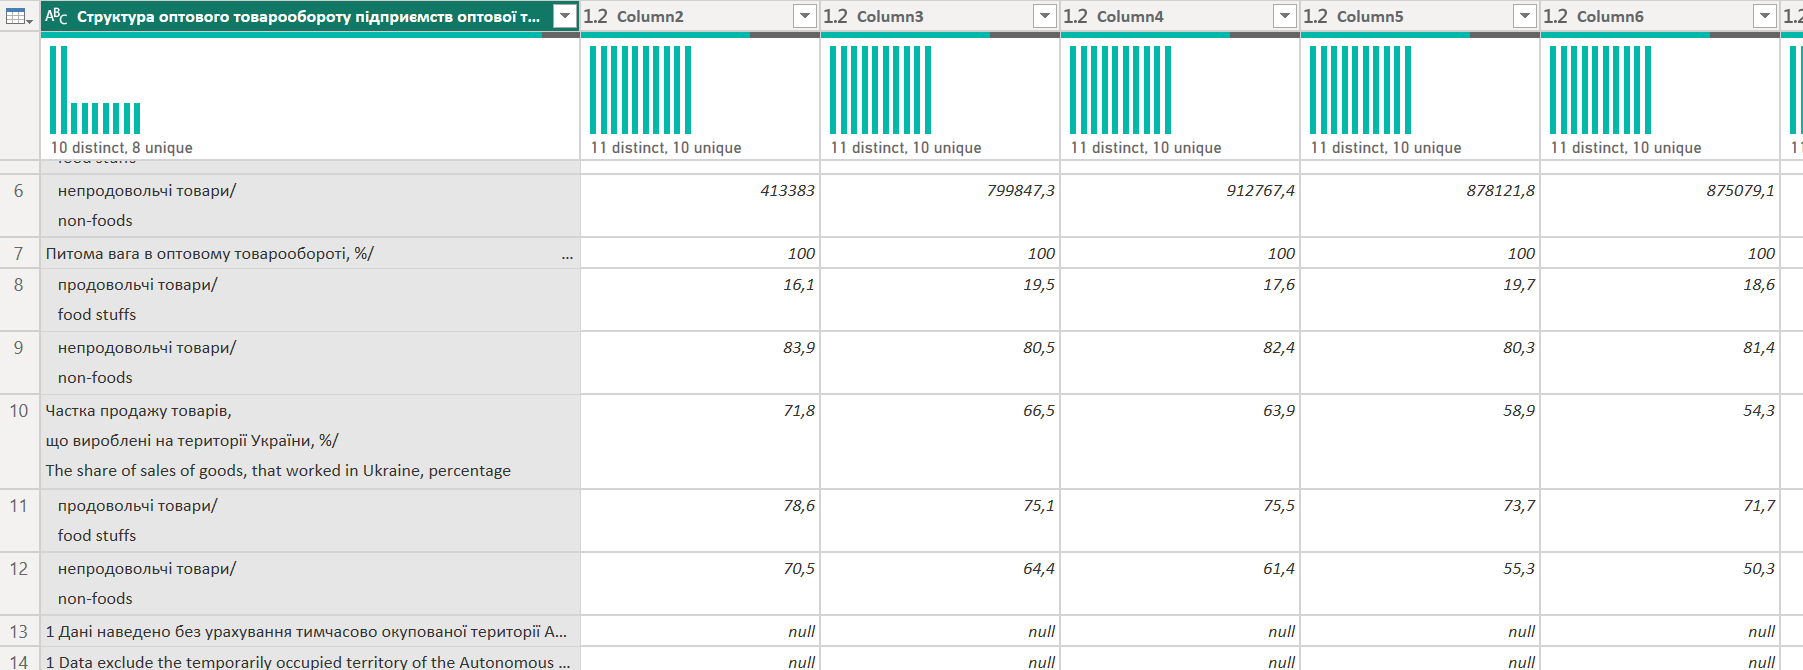 ABC Структура оптового товарообороту підприємств оптової т... 1.2 Column2 1.2 Column3 1.2 Column4 1.2 Column5 1.2 Column6
10 distinct, 8 unique 11 distinct, 10 unique 11 distinct, 10 unique 11 distinct, 10 unique 11 distinct, 10 unique 11 distinct, 10 unique
food stuffs
6 непродовольчі товари/ 413383 799847,3 912767,4 878121,8 875079,1
non-foods
7 Питома вага в оптовому товарообороті, %/ ... 100 100 100 100 100
8 продовольчі товари/ 16,1 19,5 17,6 19,7 18,6
food stuffs
9 непродовольчі товари/ 83,9 80,5 82,4 80,3 81,4
non-foods
10 Частка продажу товарів, 71,8 66,5 63,9 58,9 54,3
що вироблені на території України, %/
The share of sales of goods, that worked in Ukraine, percentage
11 продовольчі товари/ 78,6 75,1 75,5 73,7 71,7
food stuffs
12 непродовольчі товари/ 70,5 64,4 61,4 55,3 50,3
non-foods
13 1 Дані наведено без урахування тимчасово окупованої території А... null null null null null
14 1 Data exclude the temporarily occupied territory of the Autonomous ... null null null null null